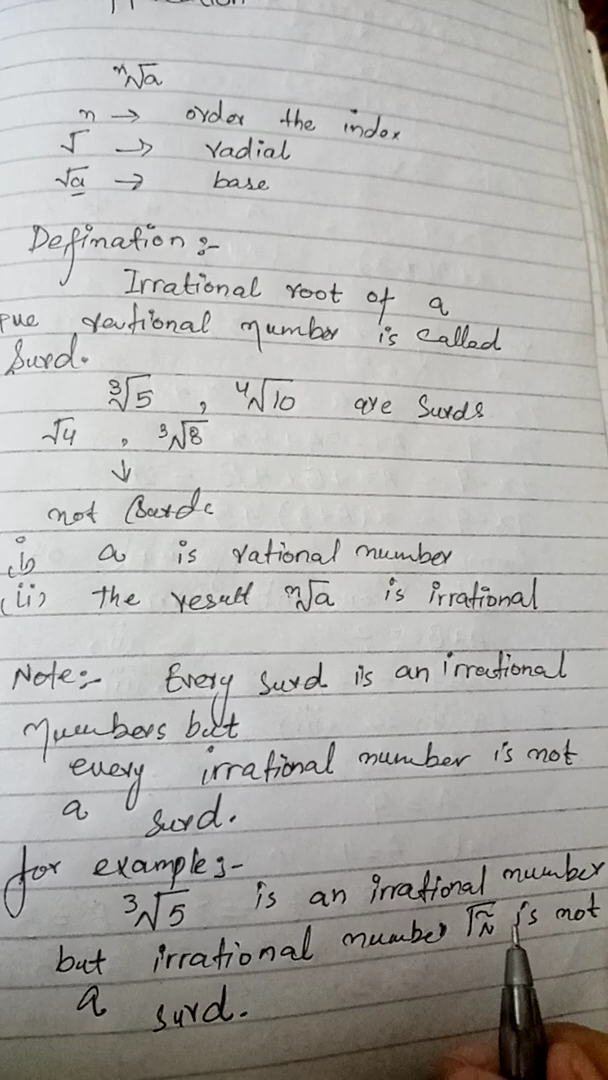 ⁿ√a
n → order the index
√ → radial
√a → base
Defination :-
Irrational root of a
+ve rational number is called
Surd.
³√5 , ⁴√10 are Surds
√4 , ³√8
↓
not
i) a is rational number
(ii) the result ⁿ√a is irrational
Note:- Every surd is an irrational
numbers but
every irrational number is not
a surd.
for example :-
³√5 is an irrational number
but irrational number is not
a surd.